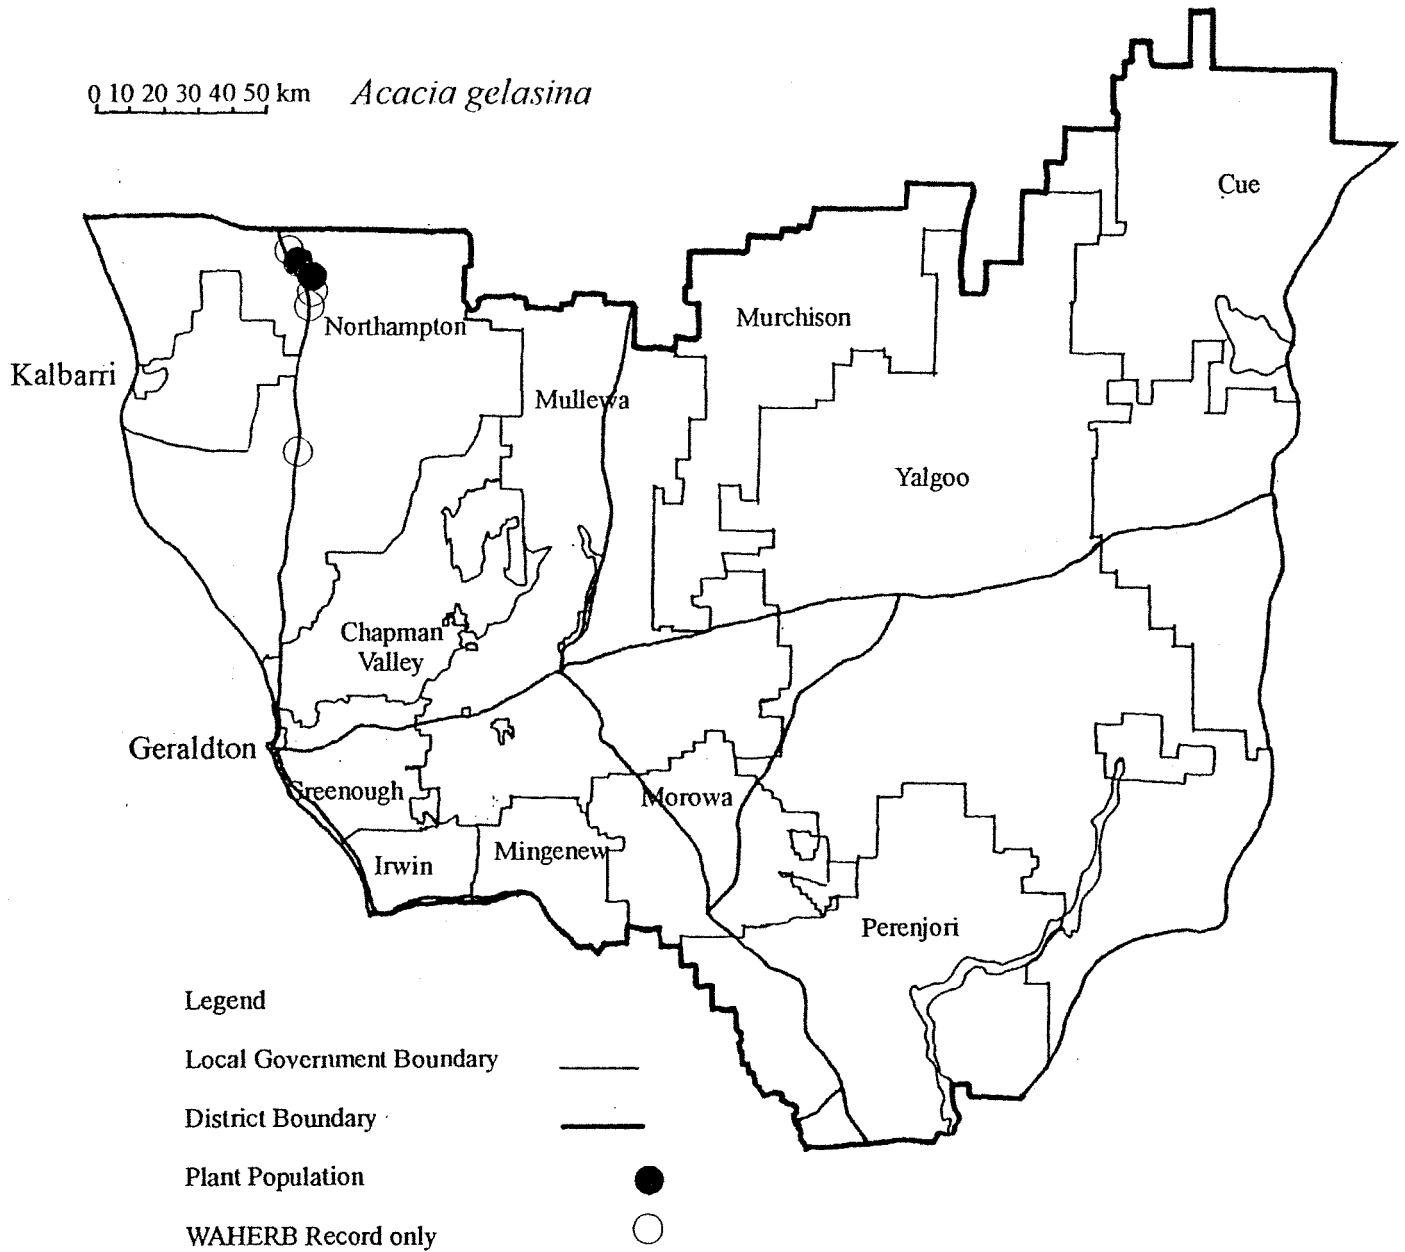 0 10 20 30 40 50 km
Acacia gelasina
Cue
Murchison
Northampton
Kalbarri
Mullewa
Yalgoo
Chapman
Valley
Geraldton
Greenough
Morowa
Irwin
Mingenew
Perenjori
Legend
Local Government Boundary
District Boundary
Plant Population
WAHERB Record only